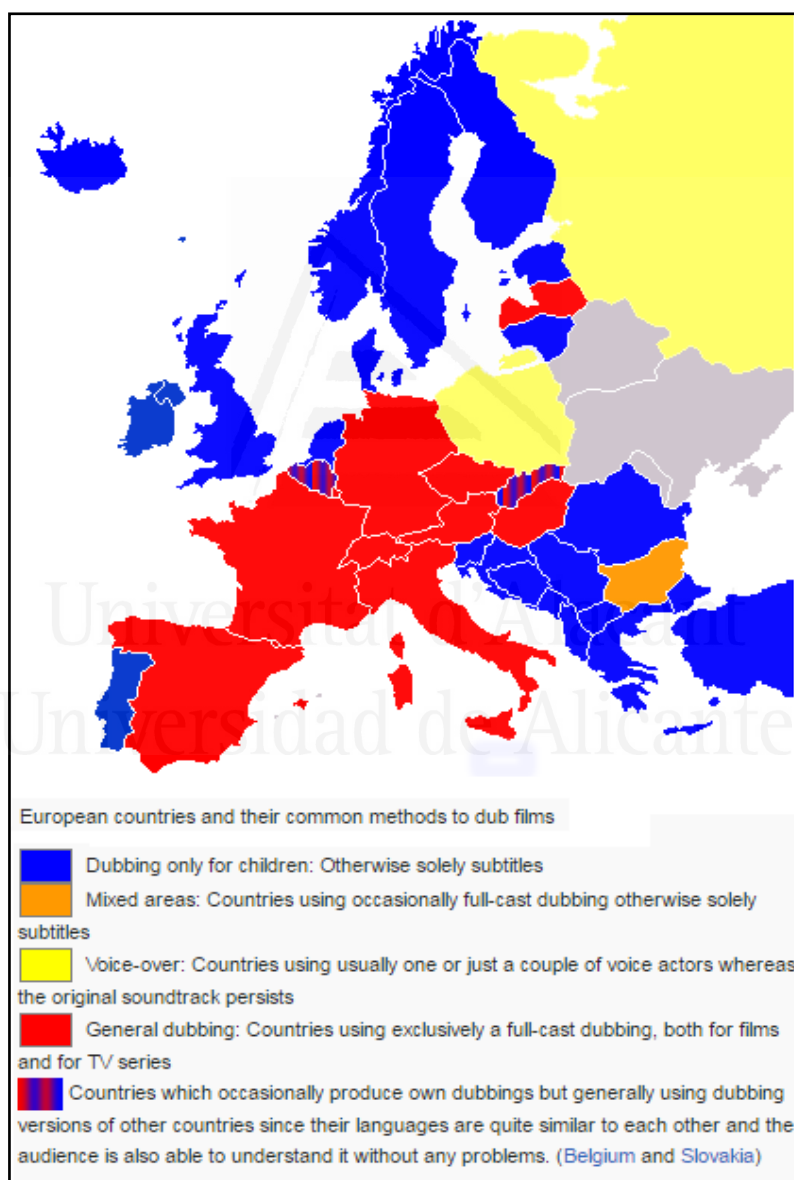 Universitat d'Alacant
Universidad de Alicante
European countries and their common methods to dub films
Dubbing only for children: Otherwise solely subtitles
Mixed areas: Countries using occasionally full-cast dubbing otherwise solely
subtitles
Voice-over: Countries using usually one or just a couple of voice actors whereas
the original soundtrack persists
General dubbing: Countries using exclusively a full-cast dubbing, both for films
and for TV series
Countries which occasionally produce own dubbings but generally using dubbing
versions of other countries since their languages are quite similar to each other and the
audience is also able to understand it without any problems. (Belgium and Slovakia)